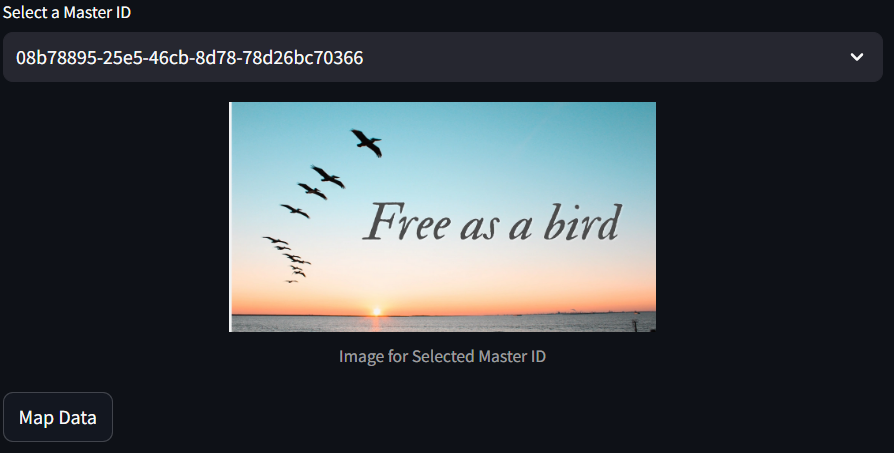 Select a Master ID
08b78895-25e5-46cb-8d78-78d26bc70366
Free as a bird
Image for Selected Master ID
Map Data